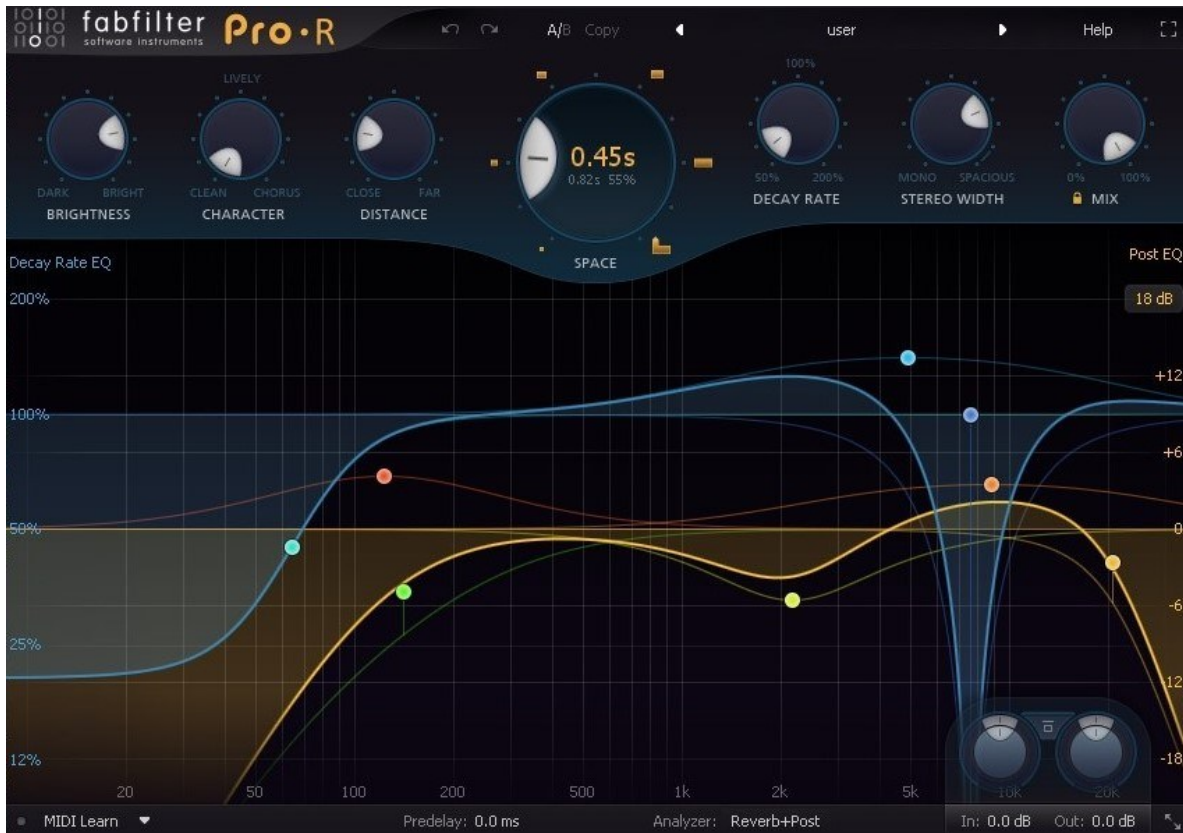 fabfilter
software instruments
Pro·R
A/B Copy
user
Help
LIVELY
100%
DARK BRIGHT
BRIGHTNESS
CLEAN CHORUS
CHARACTER
CLOSE FAR
DISTANCE
0.45s
0.82s 55%
SPACE
50% 200%
DECAY RATE
MONO SPACIOUS
STEREO WIDTH
0% 100%
MIX
Decay Rate EQ
Post EQ
200%
18 dB
+12
100%
+6
50%
0
-6
25%
-12
12%
-18
20 50 100 200 500 1k 2k 5k 10k 20k
MIDI Learn
Predelay: 0.0 ms
Analyzer: Reverb+Post
In: 0.0 dB Out: 0.0 dB